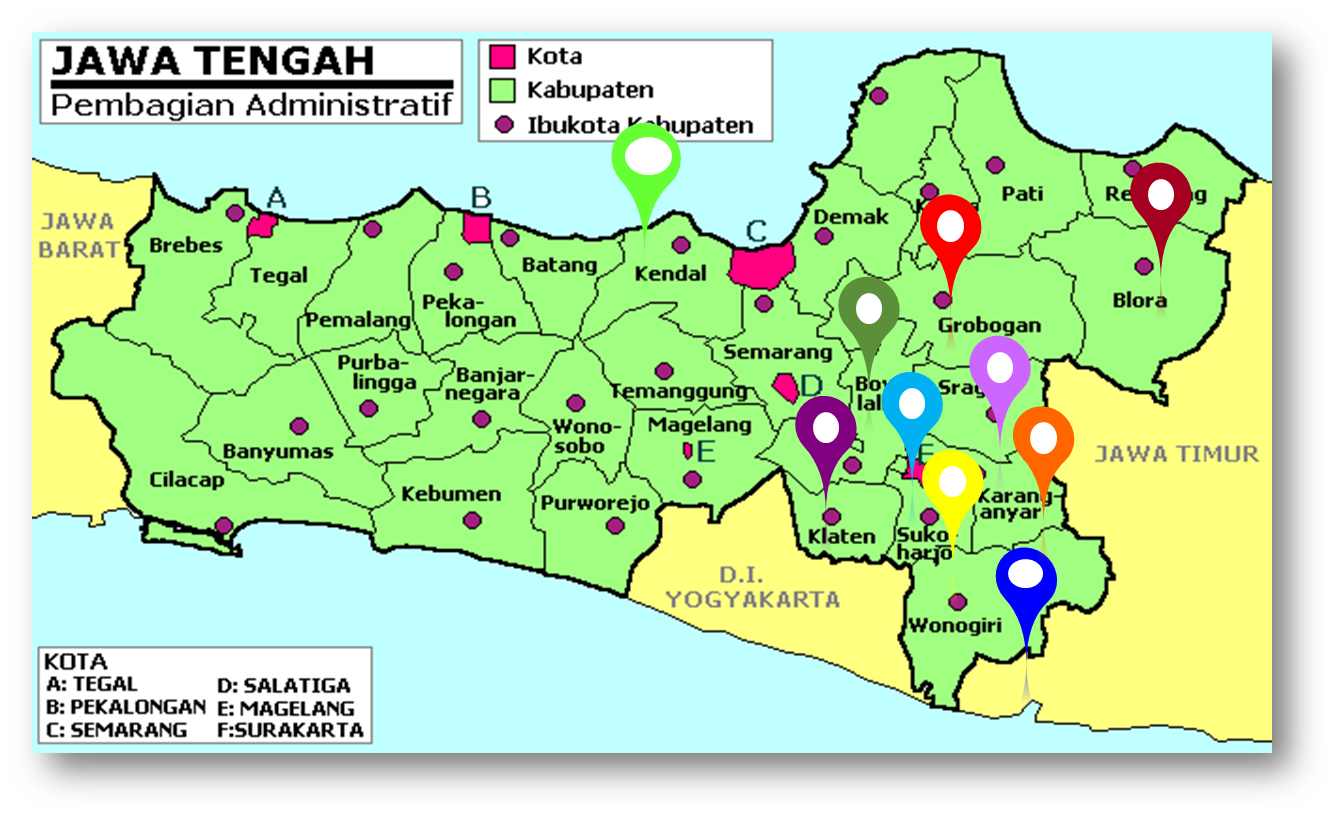 JAWA TENGAH
Pembagian Administratif
Kota
Kabupaten
Ibukota Kabupaten
A
B
C
JAWA
BARAT
Brebes
Tegal
Pemalang
Peka-
longan
Batang
Kendal
Demak
Pati
Blora
Grobogan
Semarang
D
Purba-
lingga
Banjar-
negara
Temanggung
Wono-
sobo
Magelang
E
Banyumas
Cilacap
Kebumen
Purworejo
Klaten
Suko
harjo
Karang-
anyar
JAWA TIMUR
D.I.
YOGYAKARTA
Wonogiri
KOTA
A: TEGAL
B: PEKALONGAN
C: SEMARANG
D: SALATIGA
E: MAGELANG
F:SURAKARTA